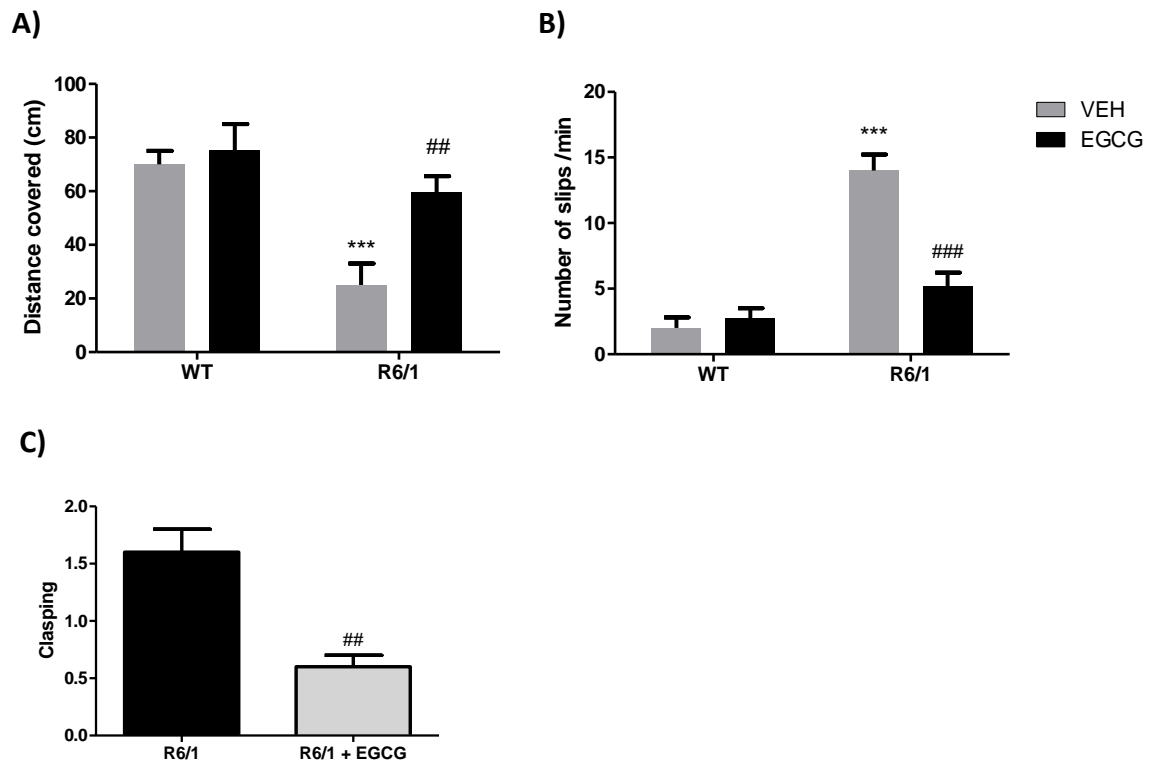 A)
100
80
60
40
20
0
Distance covered (cm)
***
##
WT
R6/1
B)
20
15
10
5
0
Number of slips /min
***
###
WT
R6/1
VEH
EGCG
C)
2.0
1.5
1.0
0.5
0.0
Clasping
##
R6/1
R6/1 + EGCG